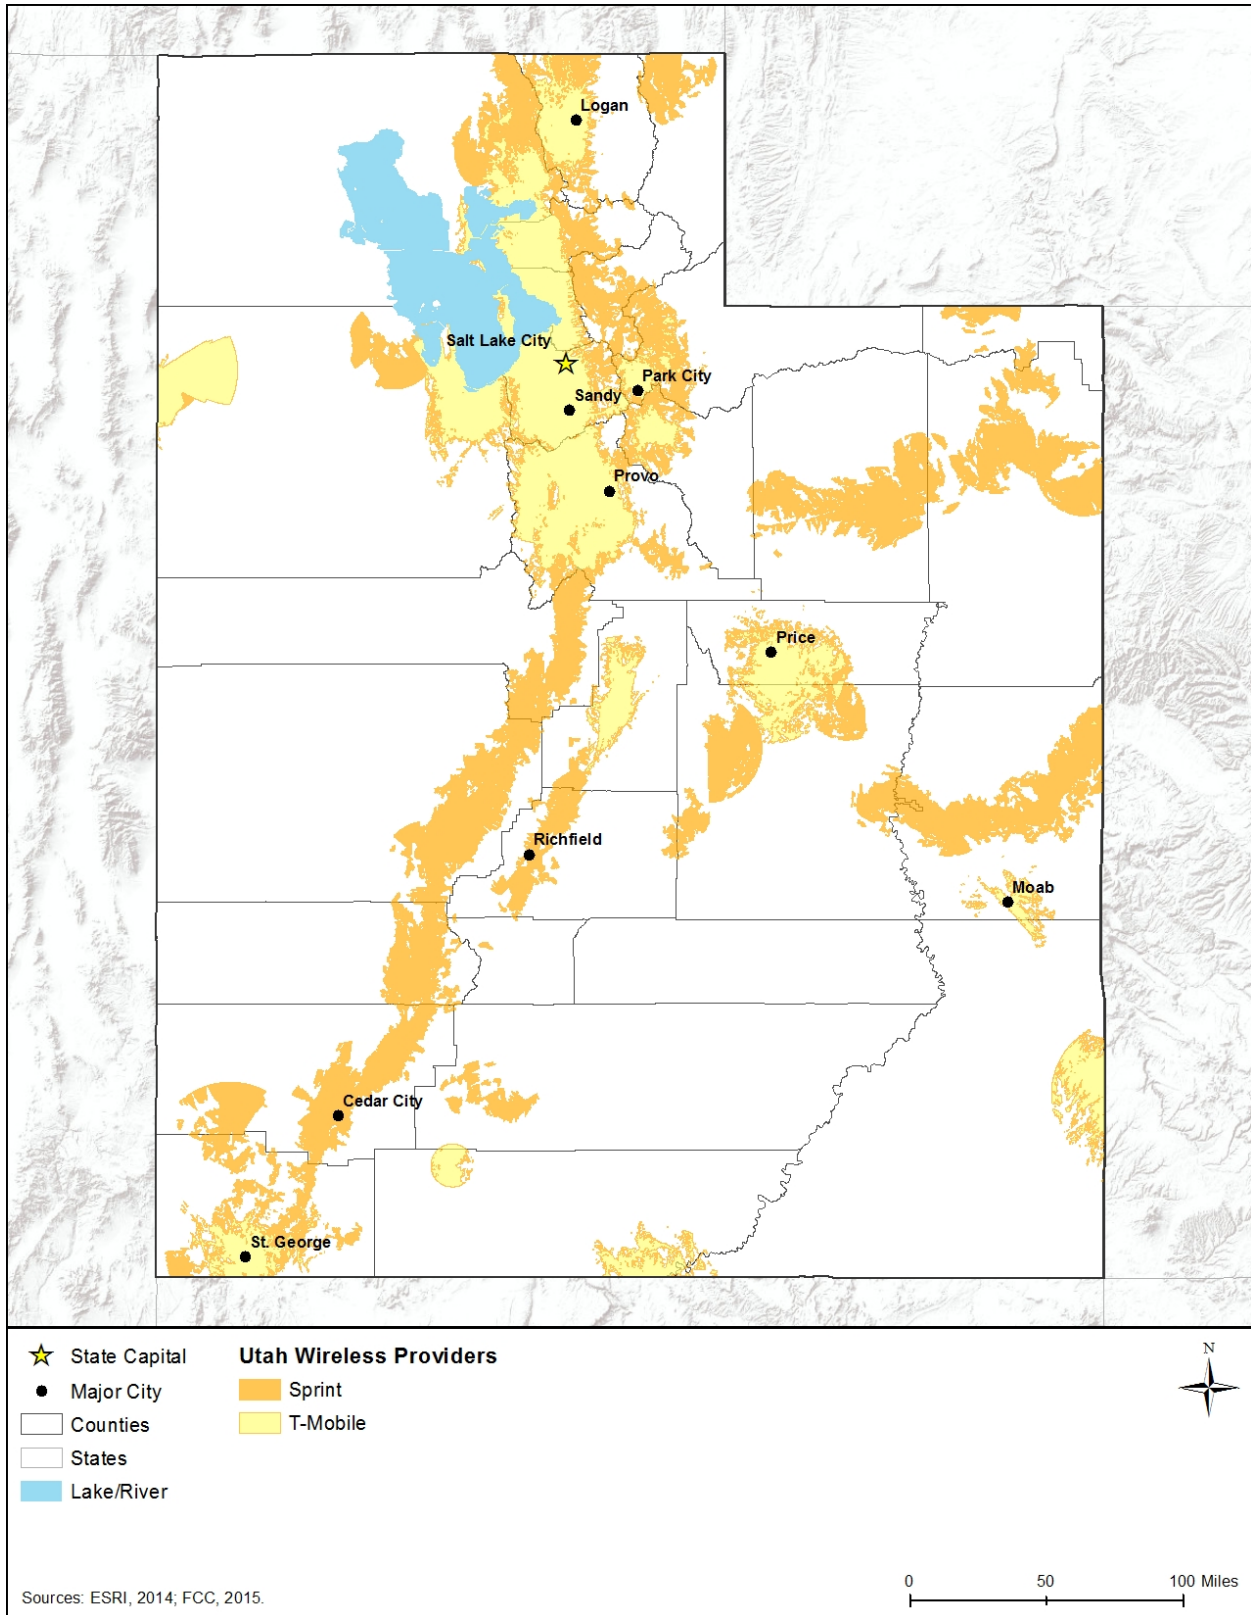 Logan
Salt Lake City
Park City
Sandy
Provo
Price
Richfield
Moab
Cedar City
St. George
State Capital
Major City
Counties
States
Lake/River
Utah Wireless Providers
Sprint
T-Mobile
N
0 50 100 Miles
Sources: ESRI, 2014; FCC, 2015.